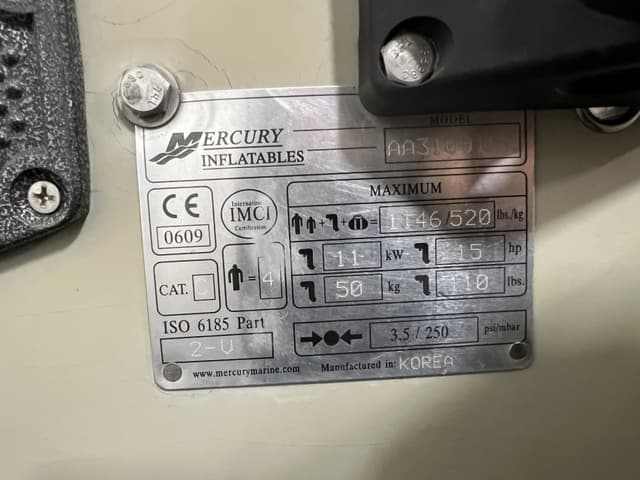 MERCURY
INFLATABLES
MODEL
CE
0609
International
IMCI
Certification
MAXIMUM
+ + = 1146/520 lbs./kg
11 kW 15 hp
50 kg 110 lbs.
CAT. C
= 4
ISO 6185 Part
2-V
3.5 / 250 psi/mbar
www.mercurymarine.com Manufactured in: KOREA